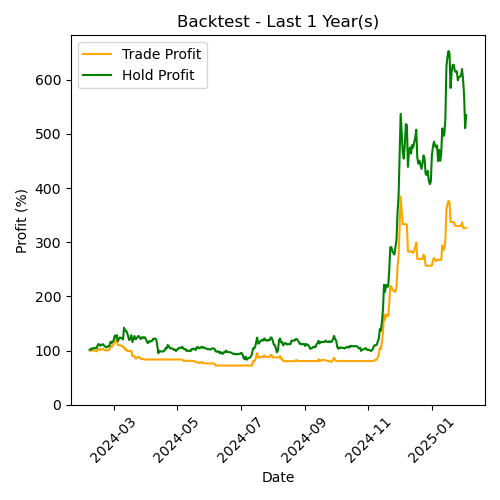 Backtest - Last 1 Year(s)
Trade Profit
Hold Profit
Profit (%)
600
500
400
300
200
100
0
2024-03
2024-05
2024-07
2024-09
2024-11
2025-01
Date